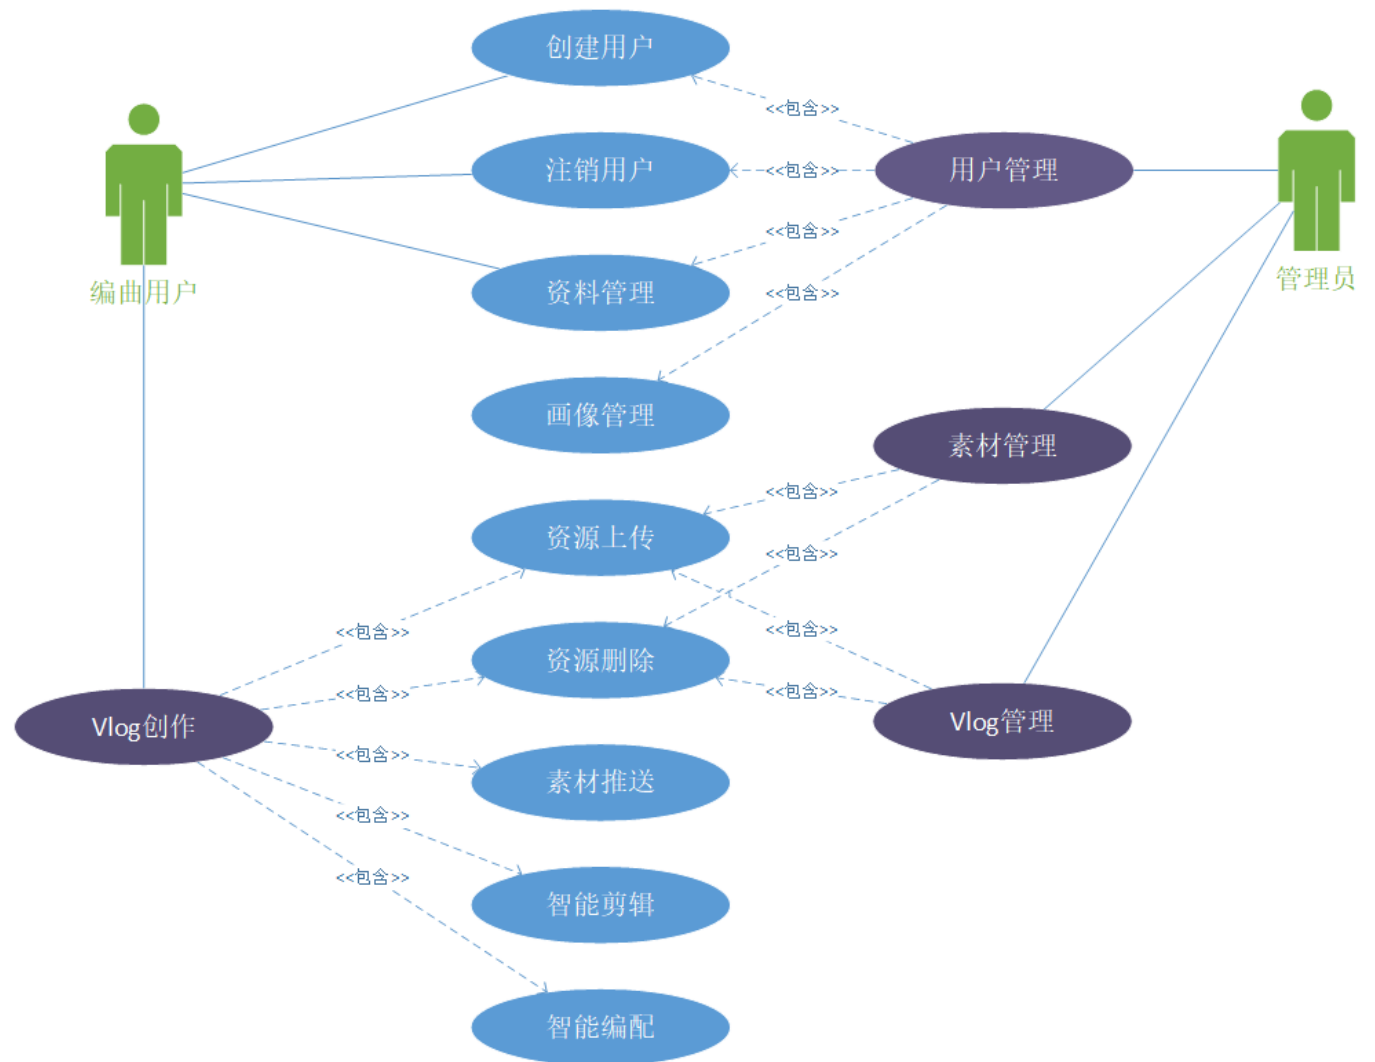 创建用户
<<包含>>
注销用户
<<包含>>
用户管理
<<包含>>
编曲用户
资料管理
<<包含>>
管理员
画像管理
素材管理
<<包含>>
资源上传
<<包含>>
<<包含>>
<<包含>>
资源删除
<<包含>>
<<包含>>
Vlog创作
Vlog管理
<<包含>>
素材推送
<<包含>>
<<包含>>
智能剪辑
智能编配